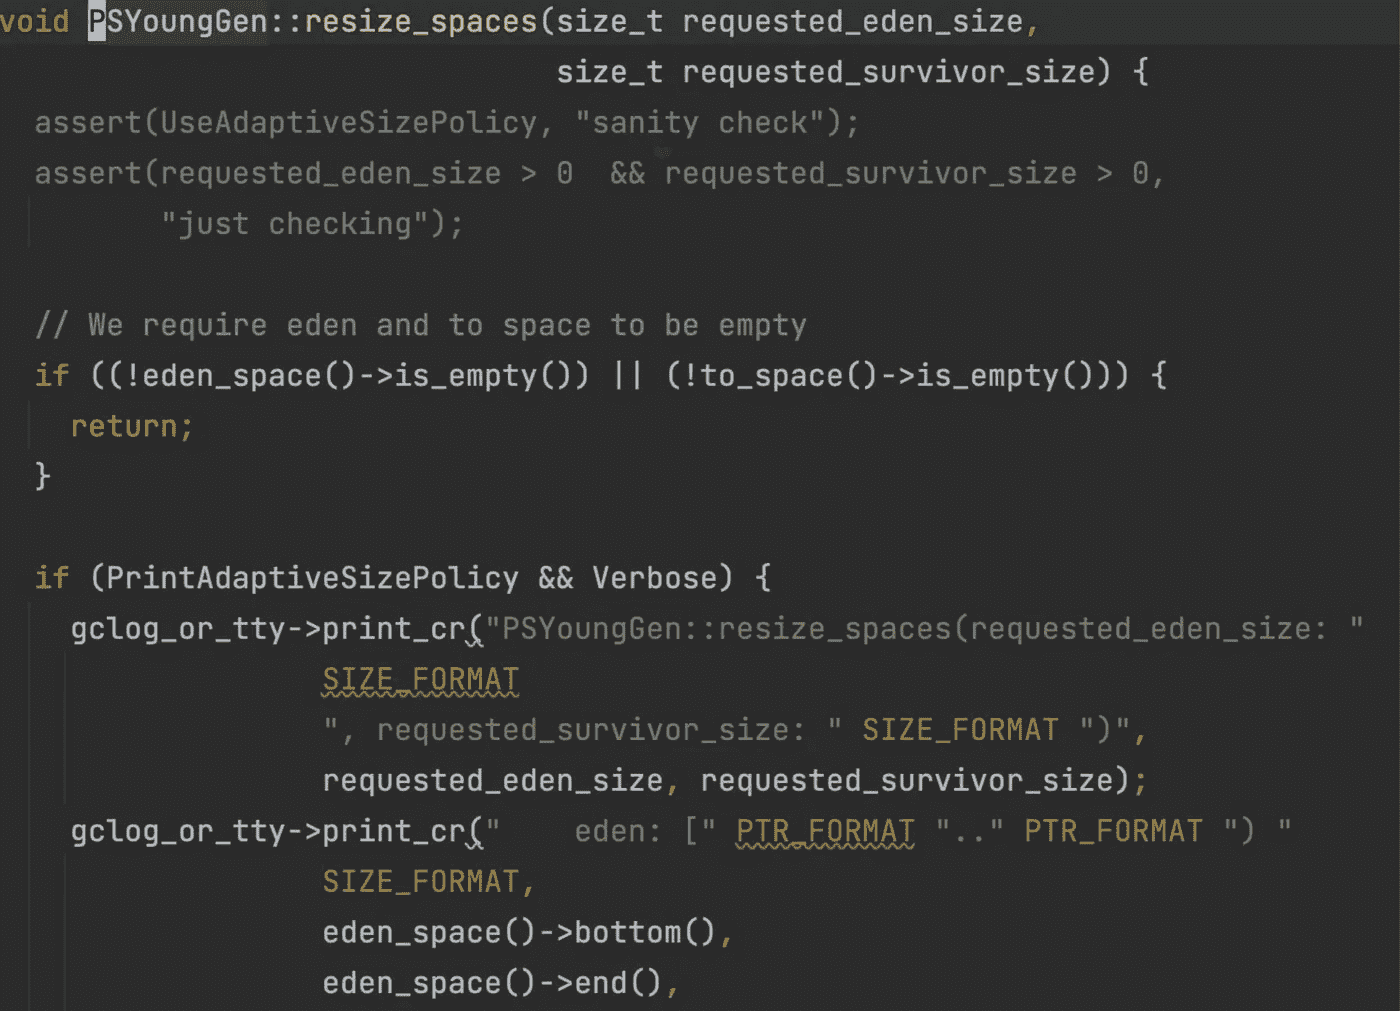 void PSYoungGen::resize_spaces(size_t requested_eden_size,
                               size_t requested_survivor_size) {
  assert(UseAdaptiveSizePolicy, "sanity check");
  assert(requested_eden_size > 0  && requested_survivor_size > 0,
         "just checking");

  // We require eden and to space to be empty
  if ((!eden_space()->is_empty()) || (!to_space()->is_empty())) {
    return;
  }

  if (PrintAdaptiveSizePolicy && Verbose) {
    gclog_or_tty->print_cr("PSYoungGen::resize_spaces(requested_eden_size: "
                  SIZE_FORMAT
                  ", requested_survivor_size: " SIZE_FORMAT ")",
                  requested_eden_size, requested_survivor_size);
    gclog_or_tty->print_cr("    eden: [" PTR_FORMAT ".." PTR_FORMAT ") "
                  SIZE_FORMAT,
                  eden_space()->bottom(),
                  eden_space()->end(),